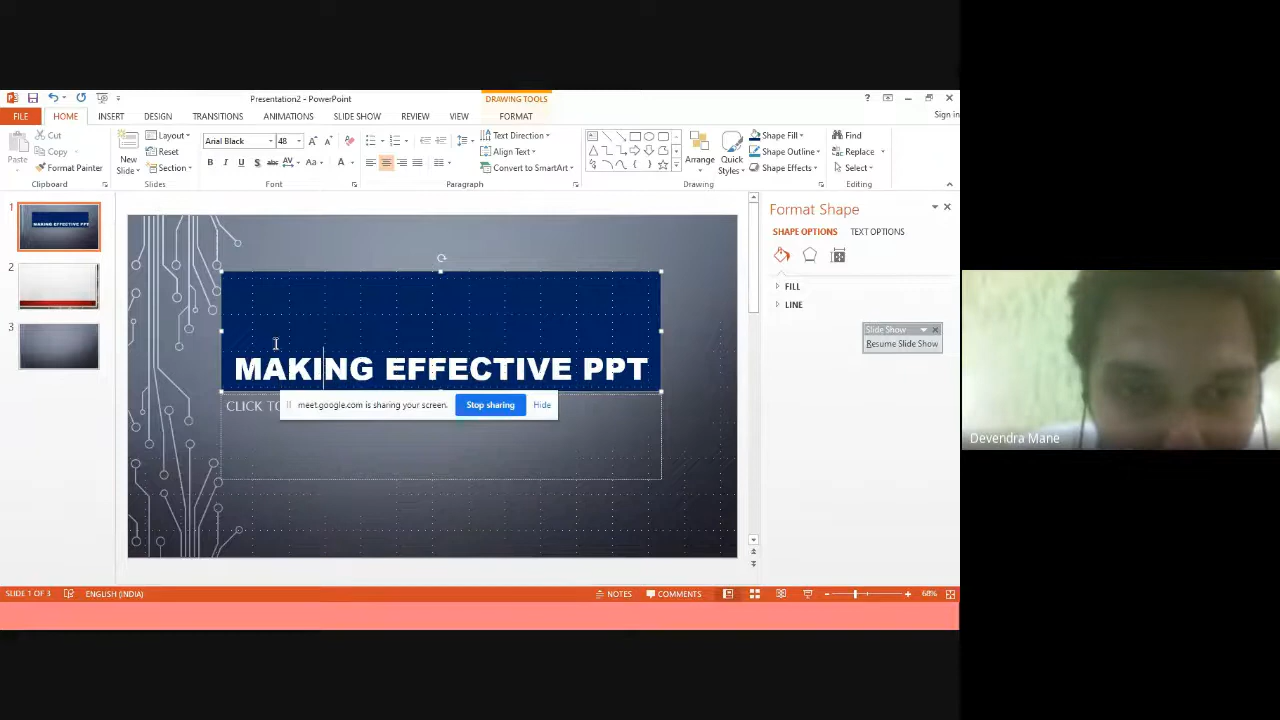 Presentation2 - PowerPoint
DRAWING TOOLS
FILE HOME INSERT DESIGN TRANSITIONS ANIMATIONS SLIDE SHOW REVIEW VIEW FORMAT Sign in
Paste
Cut
Copy
Format Painter
Clipboard
New Slide
Layout
Reset
Section
Slides
Arial Black 48
Font
Text Direction
Align Text
Convert to SmartArt
Paragraph
Arrange
Quick Styles
Shape Fill
Shape Outline
Shape Effects
Drawing
Find
Replace
Select
Editing
1
MAKING EFFECTIVE PPT
2
3
MAKING EFFECTIVE PPT
CLICK TO
meet.google.com is sharing your screen. Stop sharing Hide
Format Shape
SHAPE OPTIONS TEXT OPTIONS
FILL
LINE
Slide Show
Resume Slide Show
Devendra Mane
SLIDE 1 OF 3 ENGLISH (INDIA) NOTES COMMENTS 68%